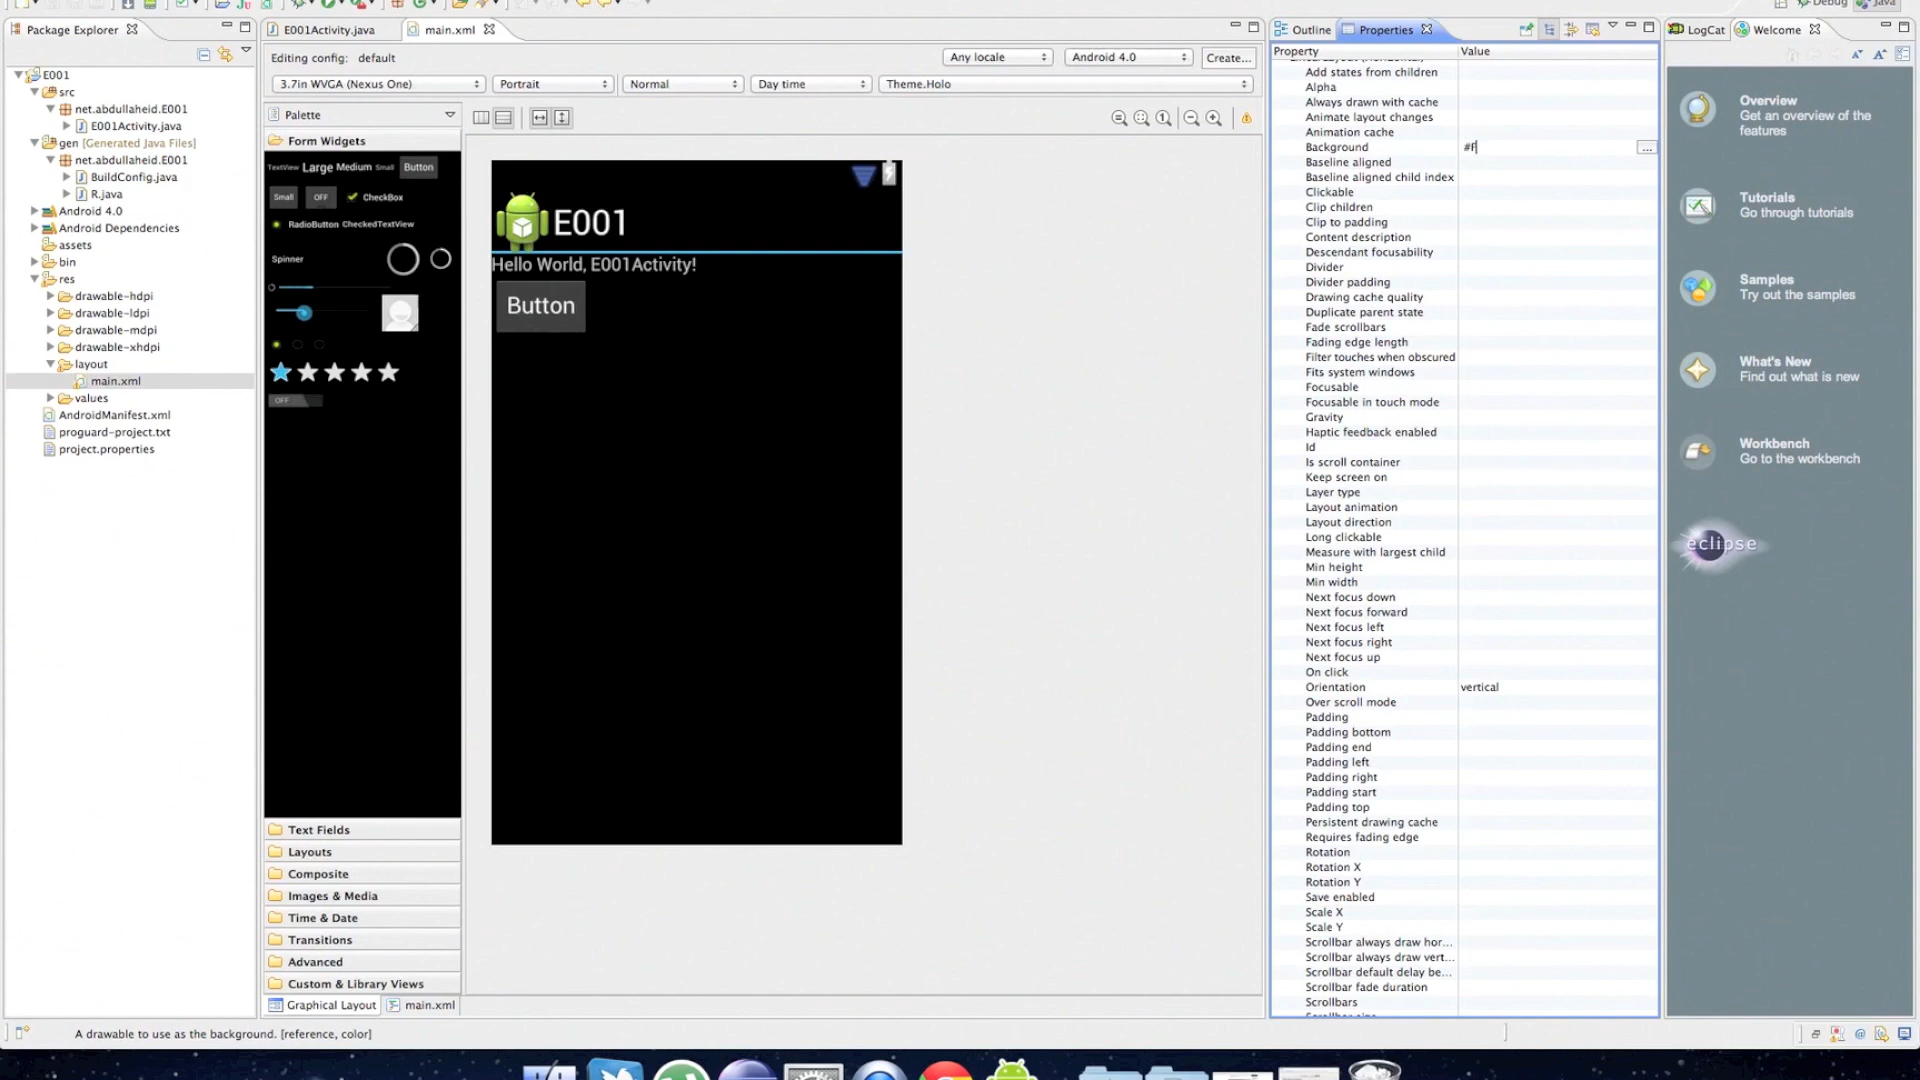 Debug
Java
Package Explorer
E001
src
net.abdullaheid.E001
E001Activity.java
gen [Generated Java Files]
net.abdullaheid.E001
BuildConfig.java
R.java
Android 4.0
Android Dependencies
assets
bin
res
drawable-hdpi
drawable-ldpi
drawable-mdpi
drawable-xhdpi
layout
main.xml
values
AndroidManifest.xml
proguard-project.txt
project.properties
E001Activity.java
main.xml
Editing config: default
Any locale
Android 4.0
Create...
3.7in WVGA (Nexus One)
Portrait
Normal
Day time
Theme.Holo
Palette
Form Widgets
TextView Large Medium Small Button
Small OFF CheckBox
RadioButton CheckedTextView
Spinner
OFF
Text Fields
Layouts
Composite
Images & Media
Time & Date
Transitions
Advanced
Custom & Library Views
Graphical Layout
main.xml
E001
Hello World, E001Activity!
Button
Outline
Properties
Property Value
Add states from children
Alpha
Always drawn with cache
Animate layout changes
Animation cache
Background #F ...
Baseline aligned
Baseline aligned child index
Clickable
Clip children
Clip to padding
Content description
Descendant focusability
Divider
Divider padding
Drawing cache quality
Duplicate parent state
Fade scrollbars
Fading edge length
Filter touches when obscured
Fits system windows
Focusable
Focusable in touch mode
Gravity
Haptic feedback enabled
Id
Is scroll container
Keep screen on
Layer type
Layout animation
Layout direction
Long clickable
Measure with largest child
Min height
Min width
Next focus down
Next focus forward
Next focus left
Next focus right
Next focus up
On click
Orientation vertical
Over scroll mode
Padding
Padding bottom
Padding end
Padding left
Padding right
Padding start
Padding top
Persistent drawing cache
Requires fading edge
Rotation
Rotation X
Rotation Y
Save enabled
Scale X
Scale Y
Scrollbar always draw hor...
Scrollbar always draw vert...
Scrollbar default delay be...
Scrollbar fade duration
Scrollbars
LogCat
Welcome
Overview
Get an overview of the
features
Tutorials
Go through tutorials
Samples
Try out the samples
What's New
Find out what is new
Workbench
Go to the workbench
eclipse
A drawable to use as the background. [reference, color]